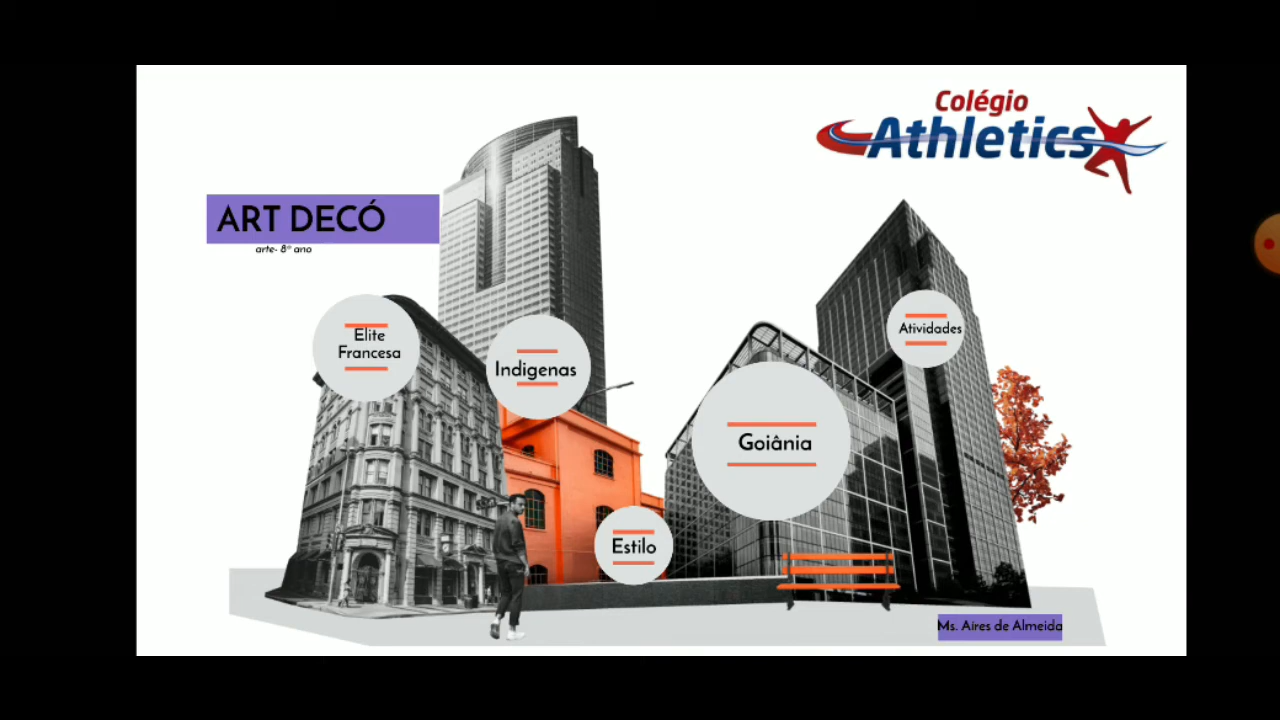 Colégio
Athletics
ART DECÓ
arte- 8º ano
Elite
Francesa
Indigenas
Atividades
Goiânia
Estilo
Ms. Aires de Almeida